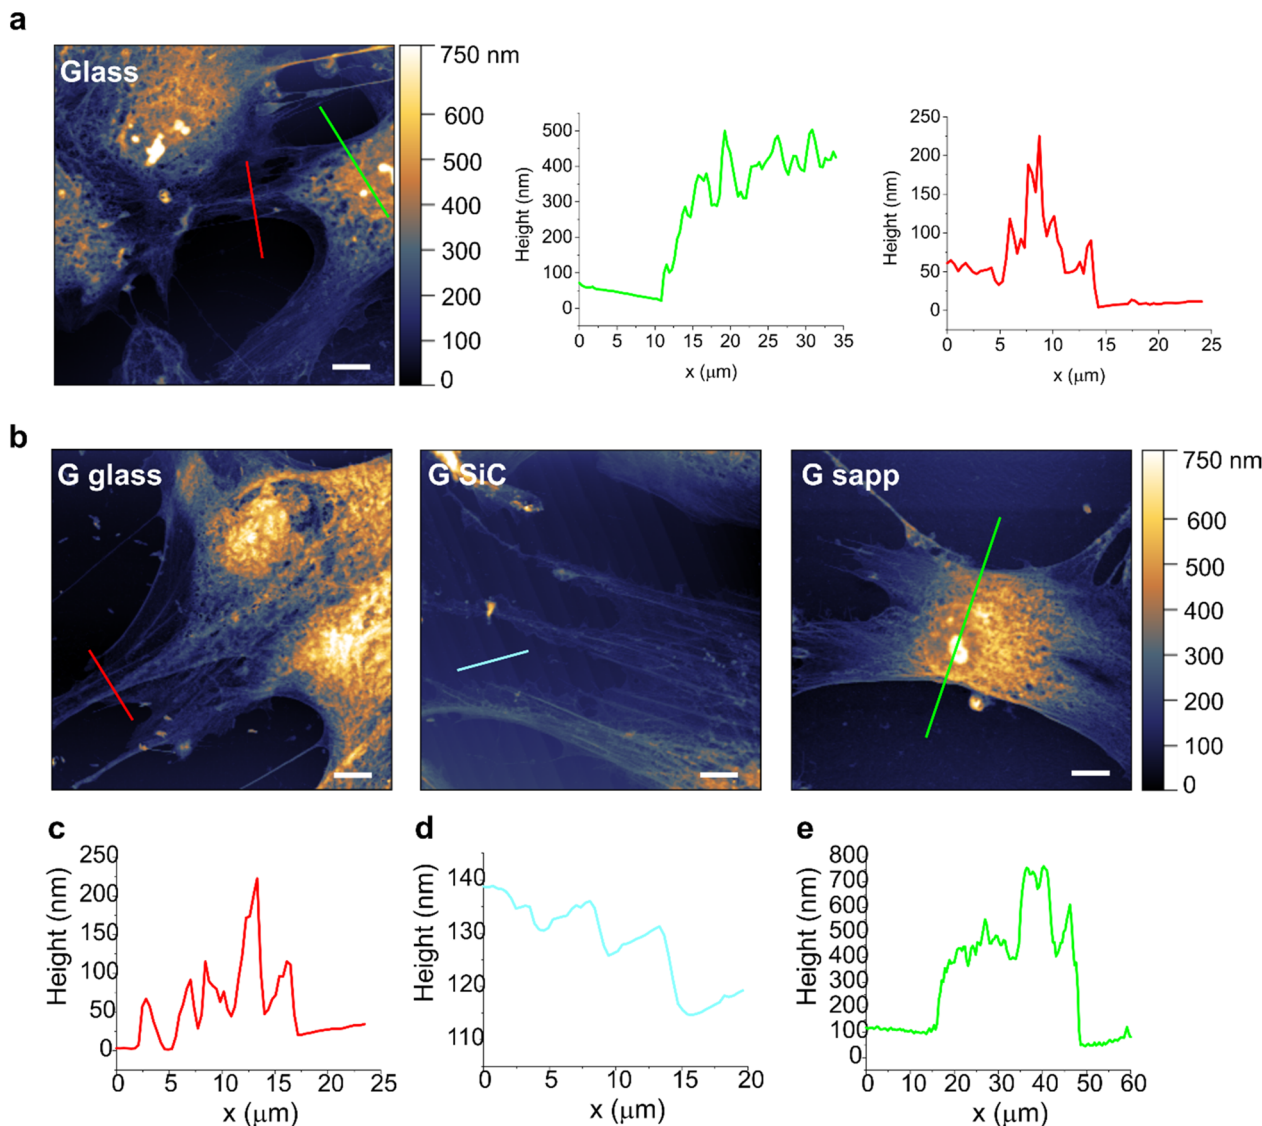 a
Glass
750 nm
600
500
400
300
200
100
0
500
400
300
200
100
0
Height (nm)
0 5 10 15 20 25 30 35
x (μm)
250
200
150
100
50
0
Height (nm)
0 5 10 15 20 25
x (μm)
b
G glass
G SiC
G sapp
750 nm
600
500
400
300
200
100
0
c
250
200
150
100
50
0
Height (nm)
0 5 10 15 20 25
x (μm)
d
140
130
120
110
Height (nm)
0 5 10 15 20
x (μm)
e
800
700
600
500
400
300
200
100
0
Height (nm)
0 10 20 30 40 50 60
x (μm)